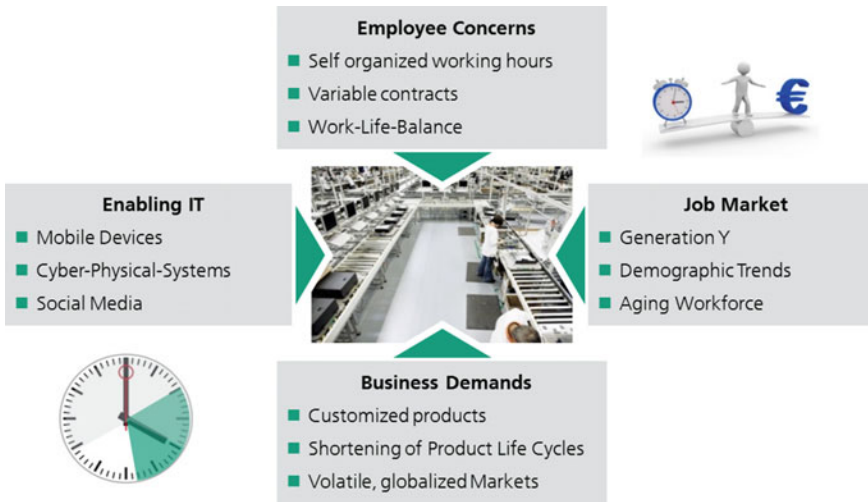 Employee Concerns
Self organized working hours
Variable contracts
Work-Life-Balance
Enabling IT
Mobile Devices
Cyber-Physical-Systems
Social Media
Job Market
Generation Y
Demographic Trends
Aging Workforce
Business Demands
Customized products
Shortening of Product Life Cycles
Volatile, globalized Markets
€